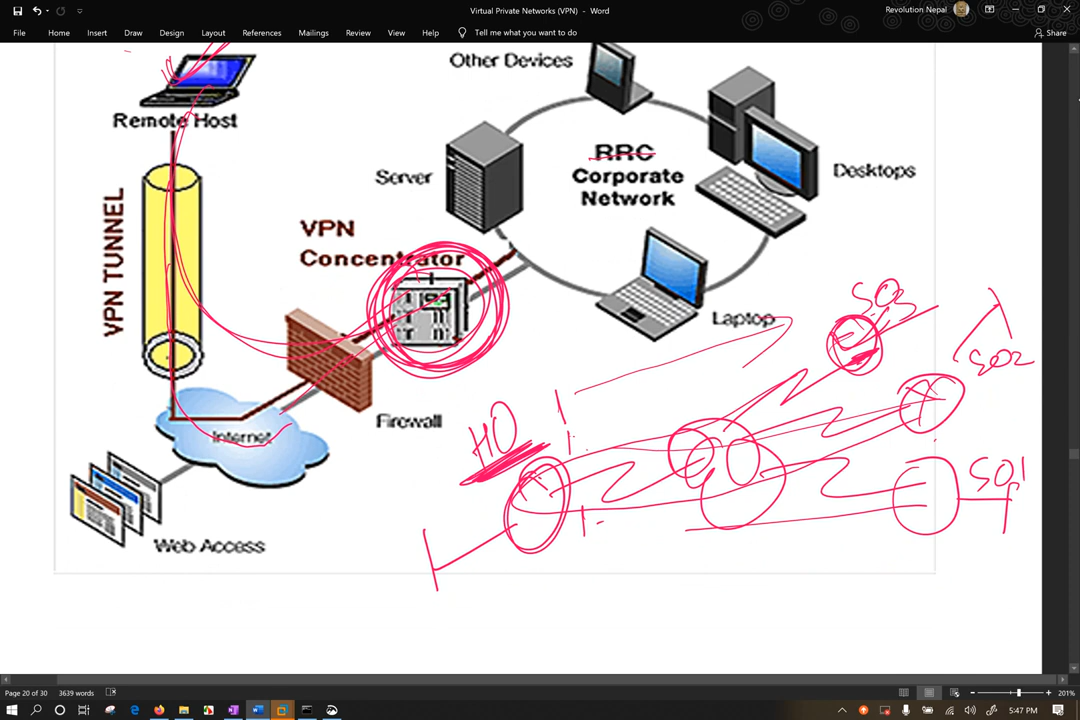 Virtual Private Networks (VPN) - Word
Revolution Nepal
File Home Insert Draw Design Layout References Mailings Review View Help Tell me what you want to do Share
Other Devices
Remote Host
Server
RRC
Corporate
Network
Desktops
VPN TUNNEL
VPN
Concentrator
Laptop
SO3
SO2
Firewall
HO
Internet
SO1
Web Access
Page 20 of 30 3639 words 201%
5:47 PM